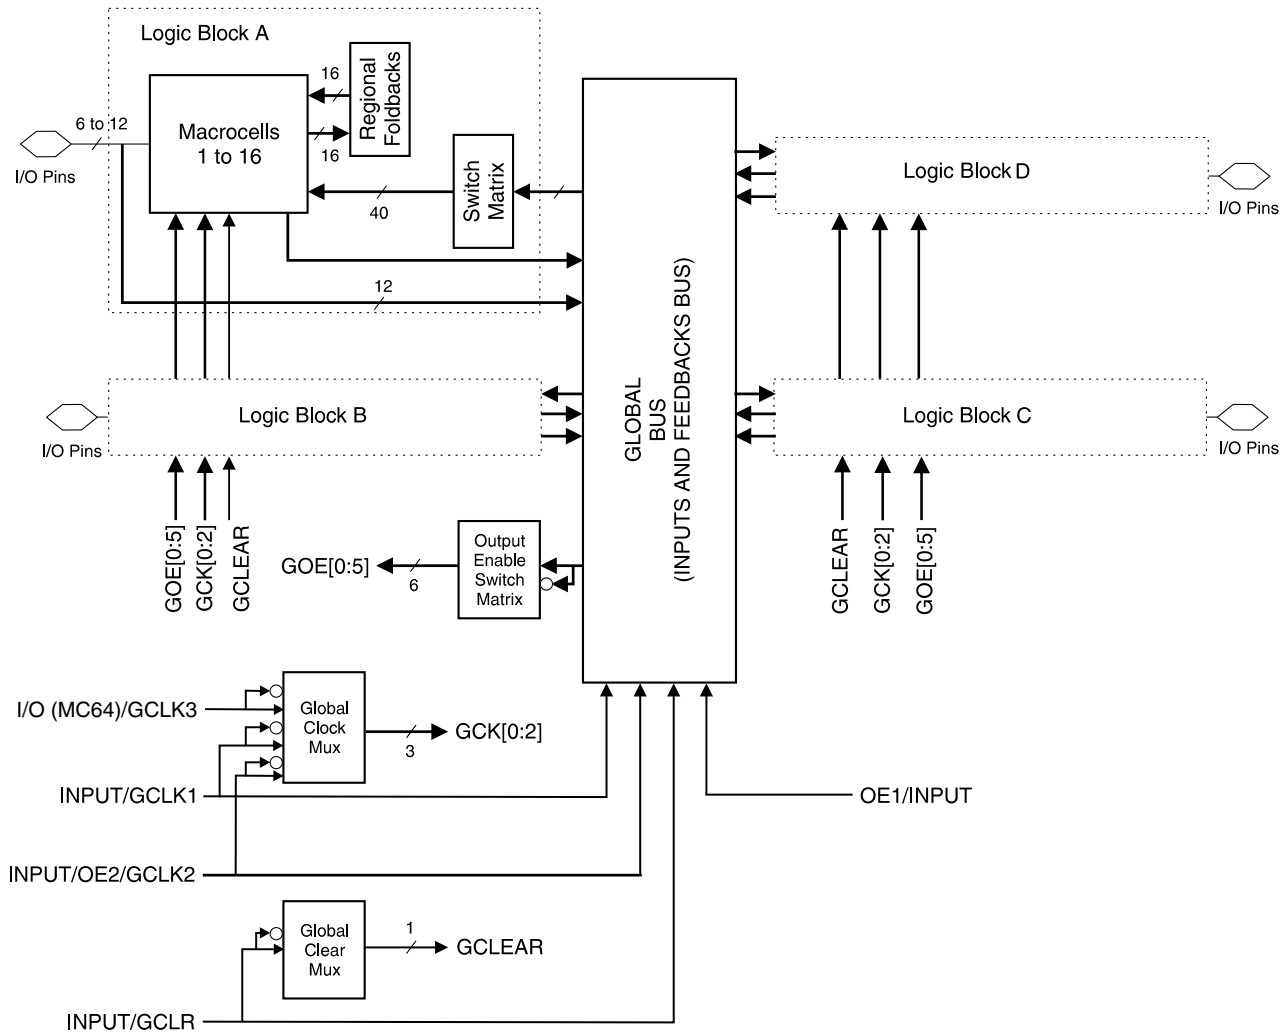 Logic Block A
16
Regional
Foldbacks
6 to 12
Macrocells
1 to 16
16
I/O Pins
40
Switch
Matrix
12
Logic Block D
I/O Pins
GLOBAL
BUS
(INPUTS AND FEEDBACKS BUS)
Logic Block B
I/O Pins
Logic Block C
I/O Pins
GOE[0:5]
GCK[0:2]
GCLEAR
GCLEAR
GCK[0:2]
GOE[0:5]
GOE[0:5]
6
Output
Enable
Switch
Matrix
I/O (MC64)/GCLK3
Global
Clock
Mux
3
GCK[0:2]
INPUT/GCLK1
OE1/INPUT
INPUT/OE2/GCLK2
Global
Clear
Mux
1
GCLEAR
INPUT/GCLR